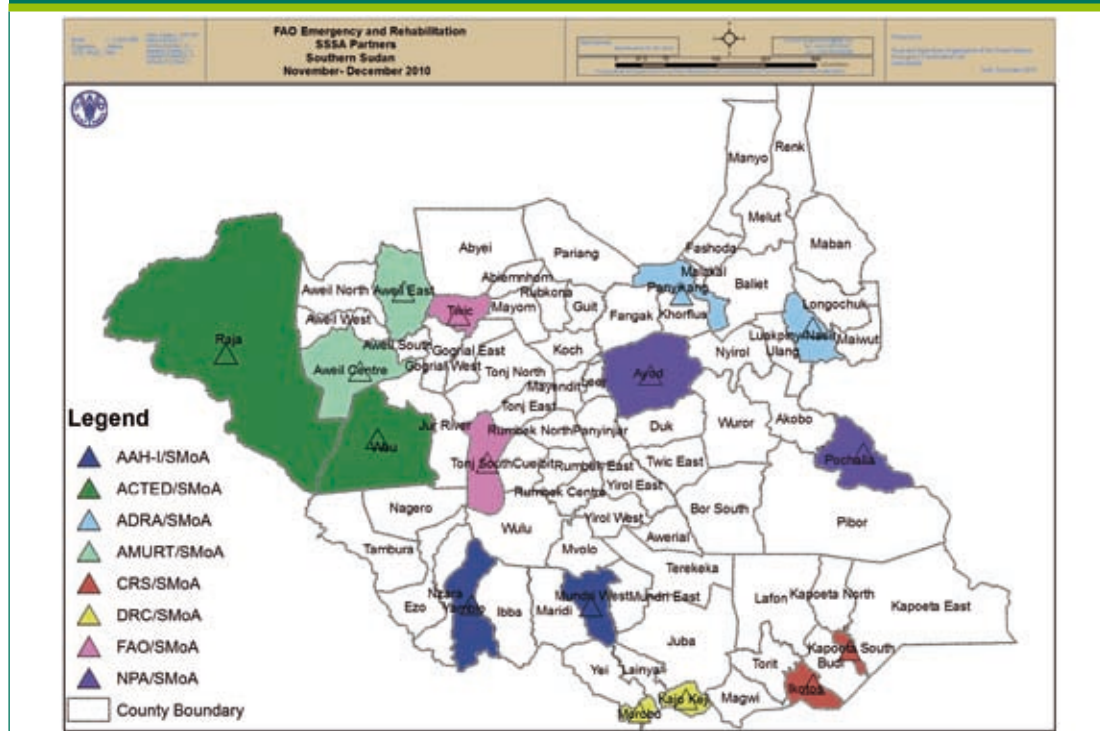 FAO Emergency and Rehabilitation
SSSA Partners
Southern Sudan
November- December 2010
Renk
Manyo
Melut
Maban
Fashoda
Abyei
Pariang
Malakal
Baliet
Abiemnhom
Panyikang
Longochuk
Aweil North
Aweil East
Rubkona
Mayom
Guit
Fangak
Khorflus
Twic
Aweil West
Luakpiny/Nasir
Maiwut
Raja
Aweil South
Gogrial East
Koch
Nyirol
Ulang
Aweil Centre
Gogrial West
Tonj North
Mayendit
Leer
Ayod
Tonj East
Akobo
Jur River
Rumbek North
Panyinjar
Duk
Wuror
Wau
Tonj South
Cueibit
Rumbek East
Twic East
Pochalla
Rumbek Centre
Yirol East
Nagero
Bor South
Pibor
Wulu
Yirol West
Awerial
Tambura
Mvolo
Terekeka
Nzara
Ezo
Yambio
Ibba
Maridi
Mundri West
Mundri East
Lafon
Kapoeta North
Kapoeta East
Juba
Kapoeta South
Budi
Yei
Lainya
Torit
Ikotos
Magwi
Kajo Keji
Morobo
Legend
AAH-I/SMoA
ACTED/SMoA
ADRA/SMoA
AMURT/SMoA
CRS/SMoA
DRC/SMoA
FAO/SMoA
NPA/SMoA
County Boundary